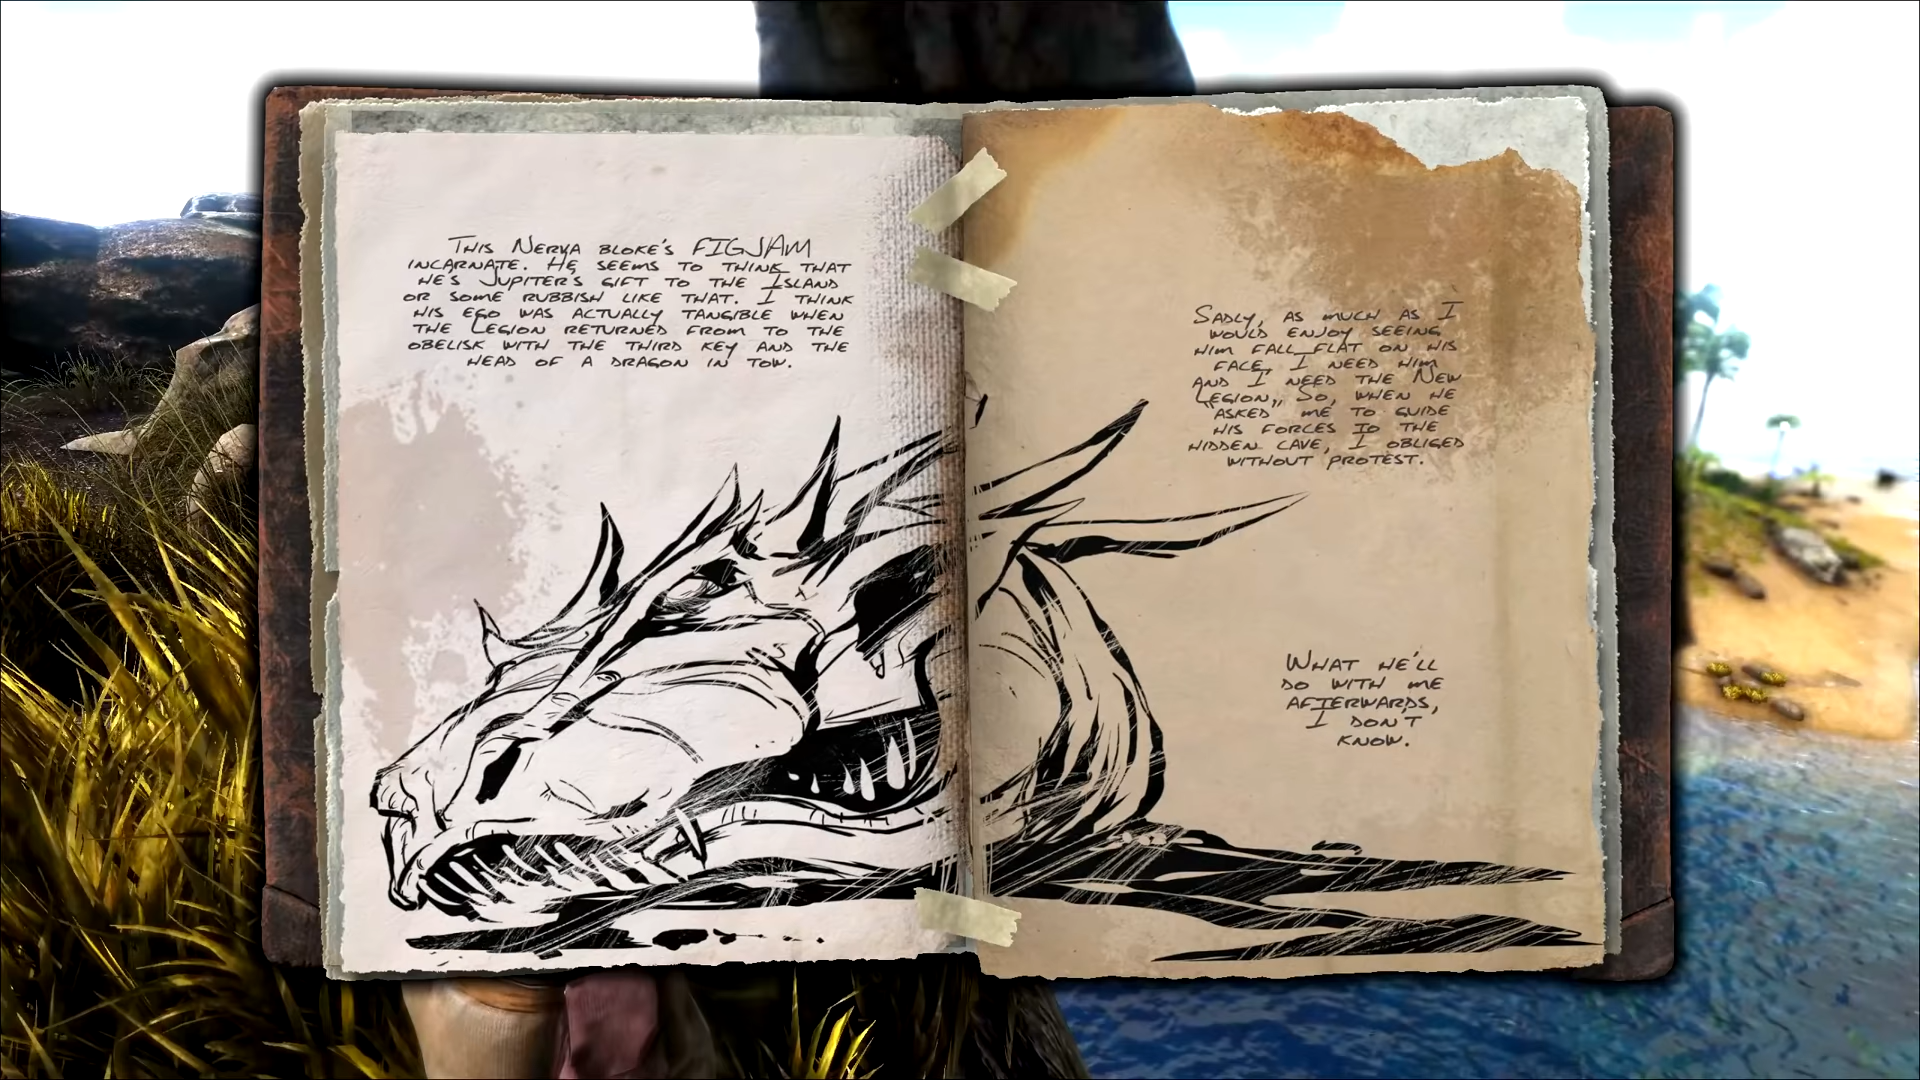 This Nerva bloke's FIGJAM
incarnate. He seems to think that
he's Jupiter's gift to the Island
or some rubbish like that. I think
his ego was actually tangible when
the Legion returned from to the
obelisk with the third key and the
head of a dragon in tow.
Sadly, as much as I
would enjoy seeing
him fall flat on his
face, I need him
and I need the New
Legion. So, when he
asked me to guide
his forces to the
hidden cave, I obliged
without protest.
What he'll
do with me
afterwards,
I don't
know.